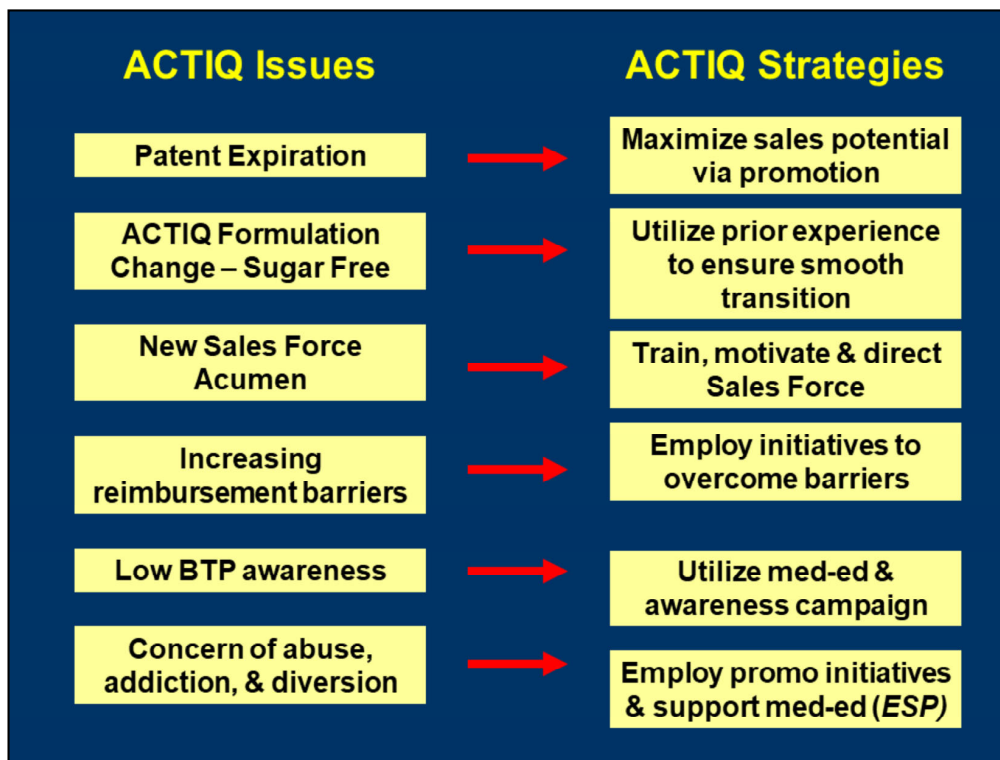 ACTIQ Issues
ACTIQ Strategies
Patent Expiration
Maximize sales potential
via promotion
ACTIQ Formulation
Change – Sugar Free
Utilize prior experience
to ensure smooth
transition
New Sales Force
Acumen
Train, motivate & direct
Sales Force
Increasing
reimbursement barriers
Employ initiatives to
overcome barriers
Low BTP awareness
Utilize med-ed &
awareness campaign
Concern of abuse,
addiction, & diversion
Employ promo initiatives
& support med-ed (ESP)